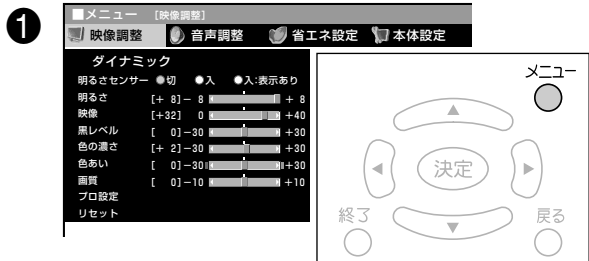 ❶
■メニュー [映像調整]
映像調整 音声調整 省エネ設定 本体設定
ダイナミック
明るさセンサー ●切 ●入 ●入:表示あり
明るさ [+ 8] − 8 + 8
映像 [+32] 0 +40
黒レベル [ 0] −30 +30
色の濃さ [+ 2] −30 +30
色あい [ 0] −30 +30
画質 [ 0] −10 +10
プロ設定
リセット
メニュー
決定
終了
戻る